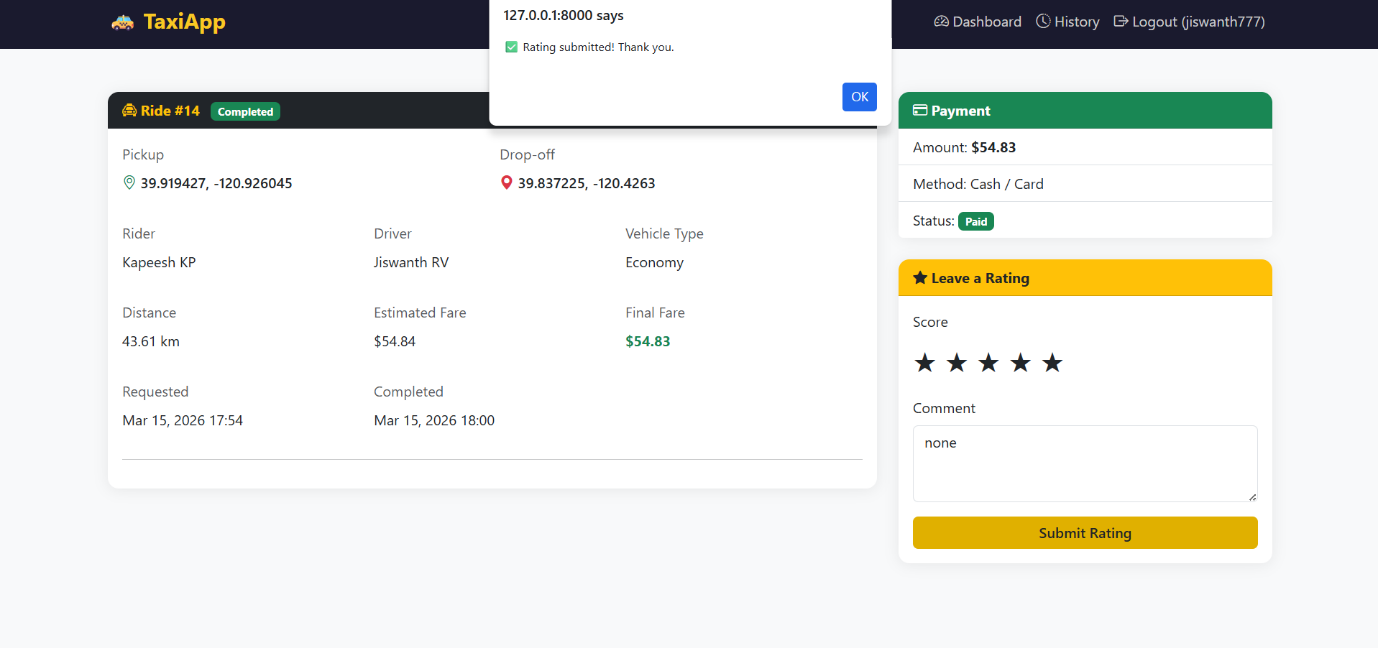 TaxiApp
127.0.0.1:8000 says
✅ Rating submitted! Thank you.
OK
Dashboard
History
Logout (jiswanth777)
Ride #14 Completed
Pickup
39.919427, -120.926045
Drop-off
39.837225, -120.4263
Rider
Kapeesh KP
Driver
Jiswanth RV
Vehicle Type
Economy
Distance
43.61 km
Estimated Fare
$54.84
Final Fare
$54.83
Requested
Mar 15, 2026 17:54
Completed
Mar 15, 2026 18:00
Payment
Amount: $54.83
Method: Cash / Card
Status: Paid
Leave a Rating
Score
★ ★ ★ ★ ★
Comment
none
Submit Rating